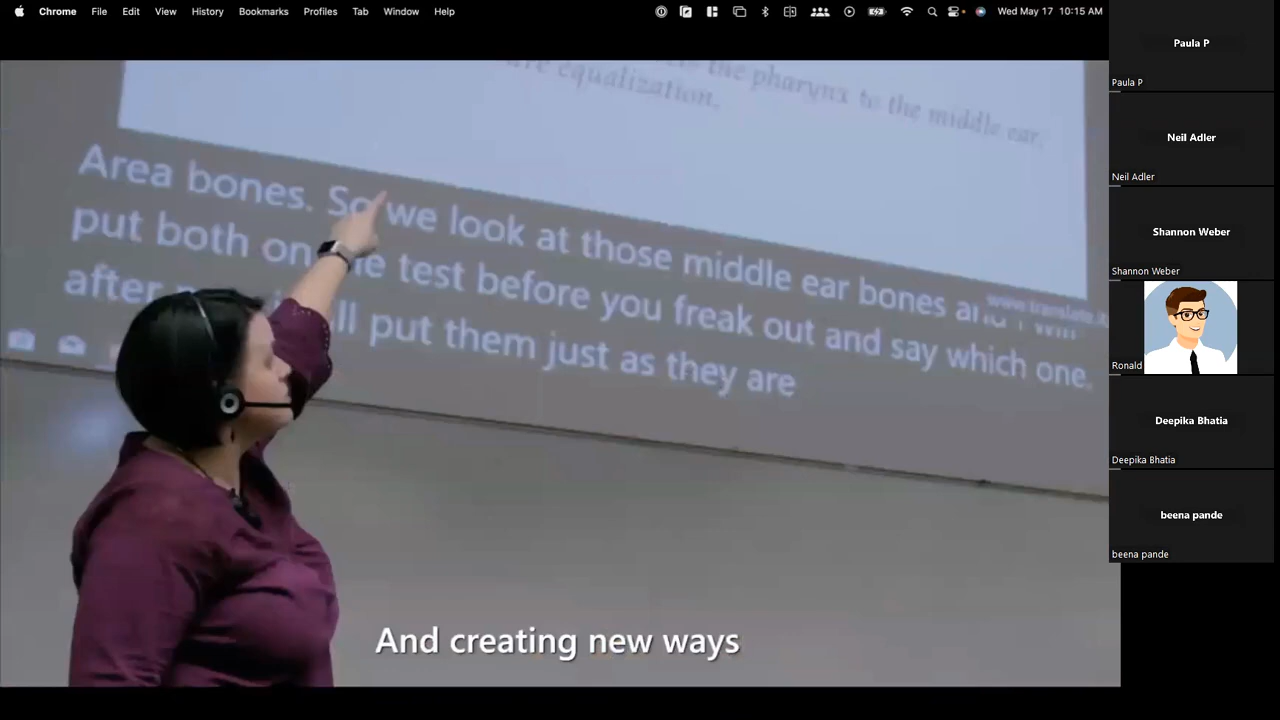 Chrome File Edit View History Bookmarks Profiles Tab Window Help Wed May 17 10:15 AM
the pharynx to the middle ear,
equalization.
Area bones. So we look at those middle ear bones and I will
put both on the test before you freak out and say which one.
after put them just as they are
www.translate.it
And creating new ways
Paula P
Paula P
Neil Adler
Neil Adler
Shannon Weber
Shannon Weber
Ronald
Deepika Bhatia
Deepika Bhatia
beena pande
beena pande